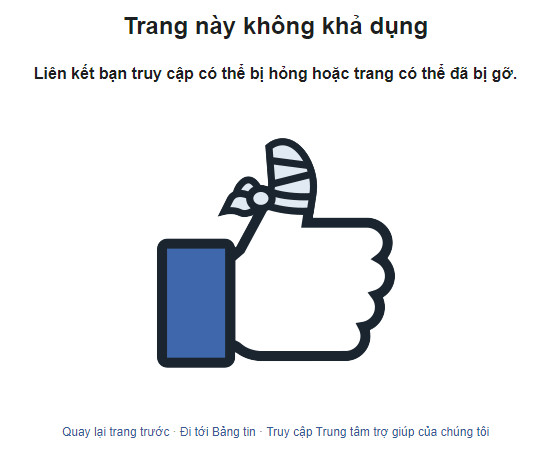 Trang này không khả dụng
Liên kết bạn truy cập có thể bị hỏng hoặc trang có thể đã bị gỡ.
Quay lại trang trước · Đi tới Bảng tin · Truy cập Trung tâm trợ giúp của chúng tôi